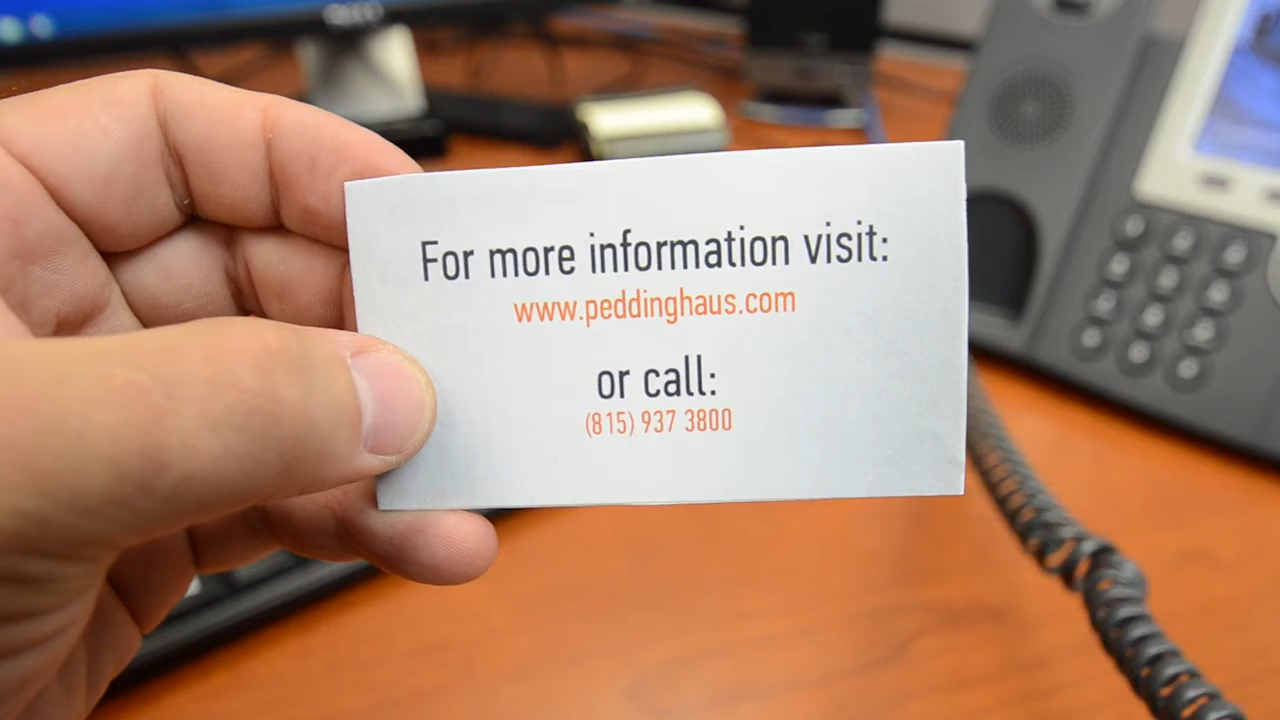 For more information visit:
www.peddinghaus.com
or call:
(815) 937 3800